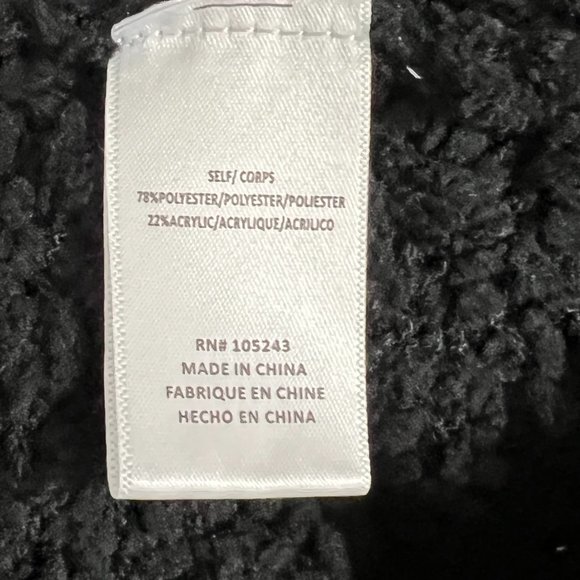 SELF/ CORPS
78%POLYESTER/POLYESTER/POLIESTER
22%ACRYLIC/ACRYLIQUE/ACRILICO
RN# 105243
MADE IN CHINA
FABRIQUE EN CHINE
HECHO EN CHINA